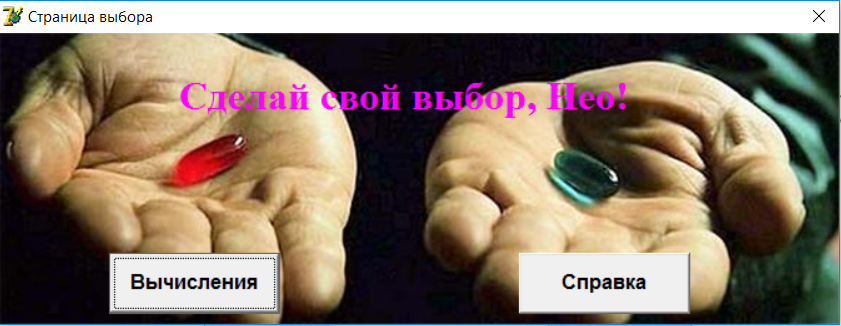 Страница выбора
Сделай свой выбор, Нео!
Вычисления
Справка